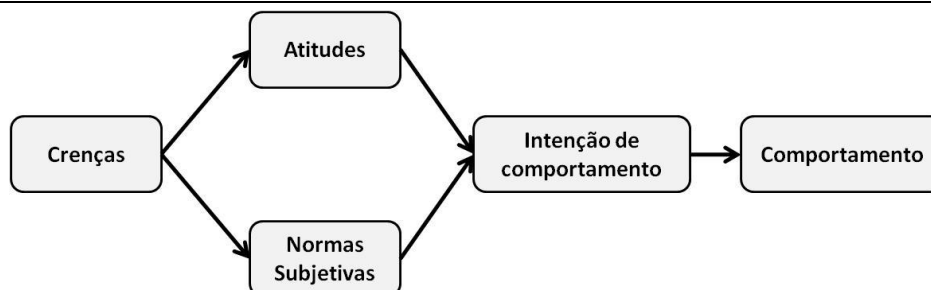 Atitudes
Crenças
Intenção de
comportamento
Comportamento
Normas
Subjetivas